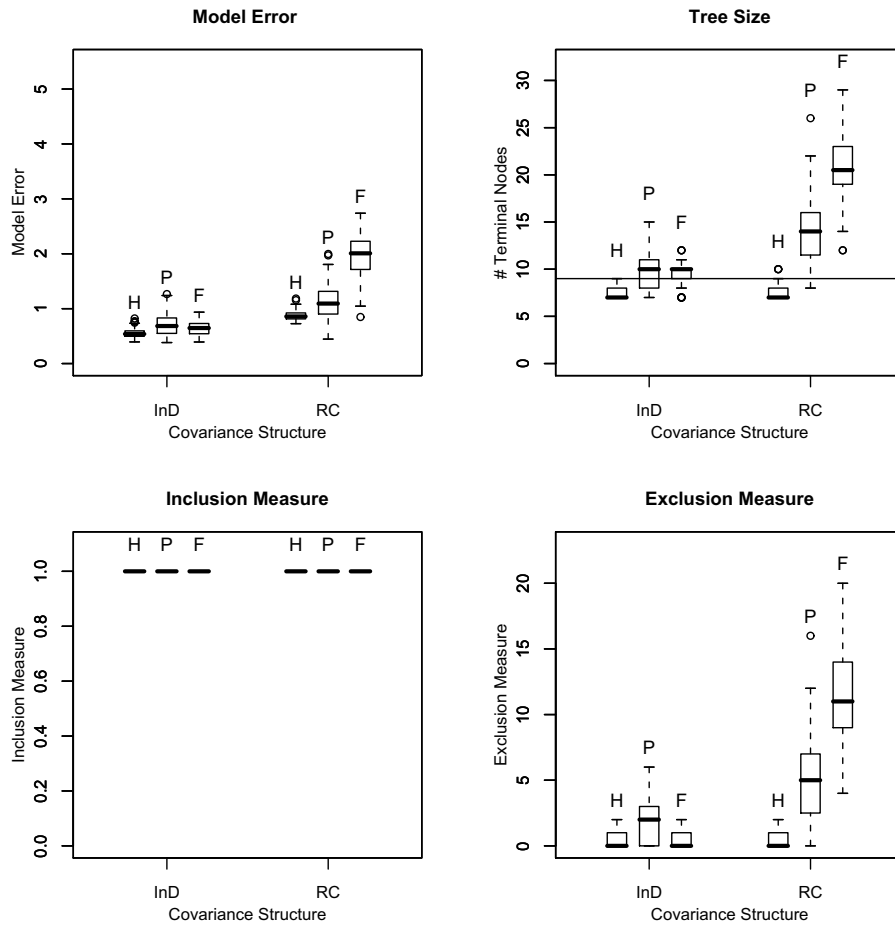 Model Error
Model Error
5
4
3
2
1
0
H
P
F
H
P
F
InD
RC
Covariance Structure
Tree Size
# Terminal Nodes
30
25
20
15
10
5
0
H
P
F
H
P
F
InD
RC
Covariance Structure
Inclusion Measure
Inclusion Measure
1.0
0.8
0.6
0.4
0.2
0.0
H
P
F
H
P
F
InD
RC
Covariance Structure
Exclusion Measure
Exclusion Measure
20
15
10
5
0
H
P
F
H
P
F
InD
RC
Covariance Structure